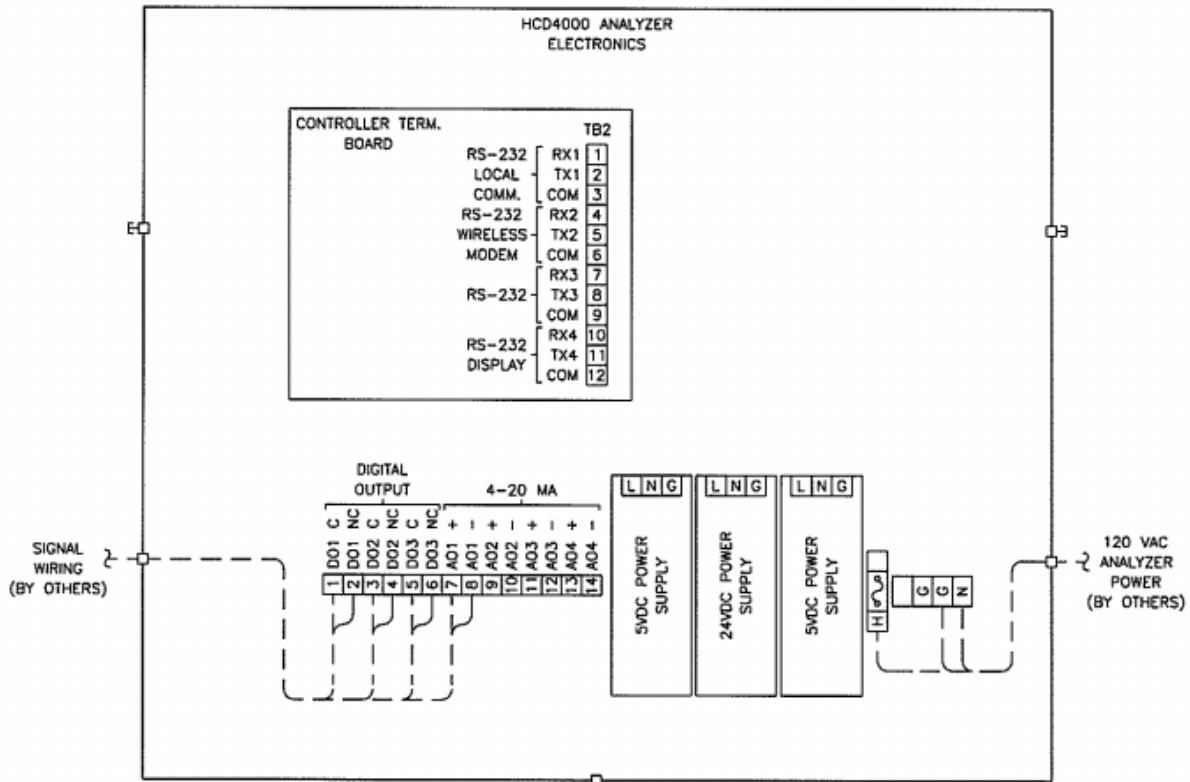 HCD4000 ANALYZER
ELECTRONICS
CONTROLLER TERM.
BOARD
TB2
RS-232
LOCAL
COMM.
RX1 1
TX1 2
COM 3
RS-232
WIRELESS
MODEM
RX2 4
TX2 5
COM 6
RS-232
RX3 7
TX3 8
COM 9
RS-232
DISPLAY
RX4 10
TX4 11
COM 12
DIGITAL
OUTPUT
4-20 MA
DO1 C
DO1 NC
DO2 C
DO2 NC
DO3 C
DO3 NC
AO1 +
AO1 -
AO2 +
AO2 -
AO3 +
AO3 -
AO4 +
AO4 -
1 2 3 4 5 6 7 8 9 10 11 12 13 14
SIGNAL
WIRING
(BY OTHERS)
L N G
5VDC POWER
SUPPLY
L N G
24VDC POWER
SUPPLY
L N G
5VDC POWER
SUPPLY
H
G G N
120 VAC
ANALYZER
POWER
(BY OTHERS)